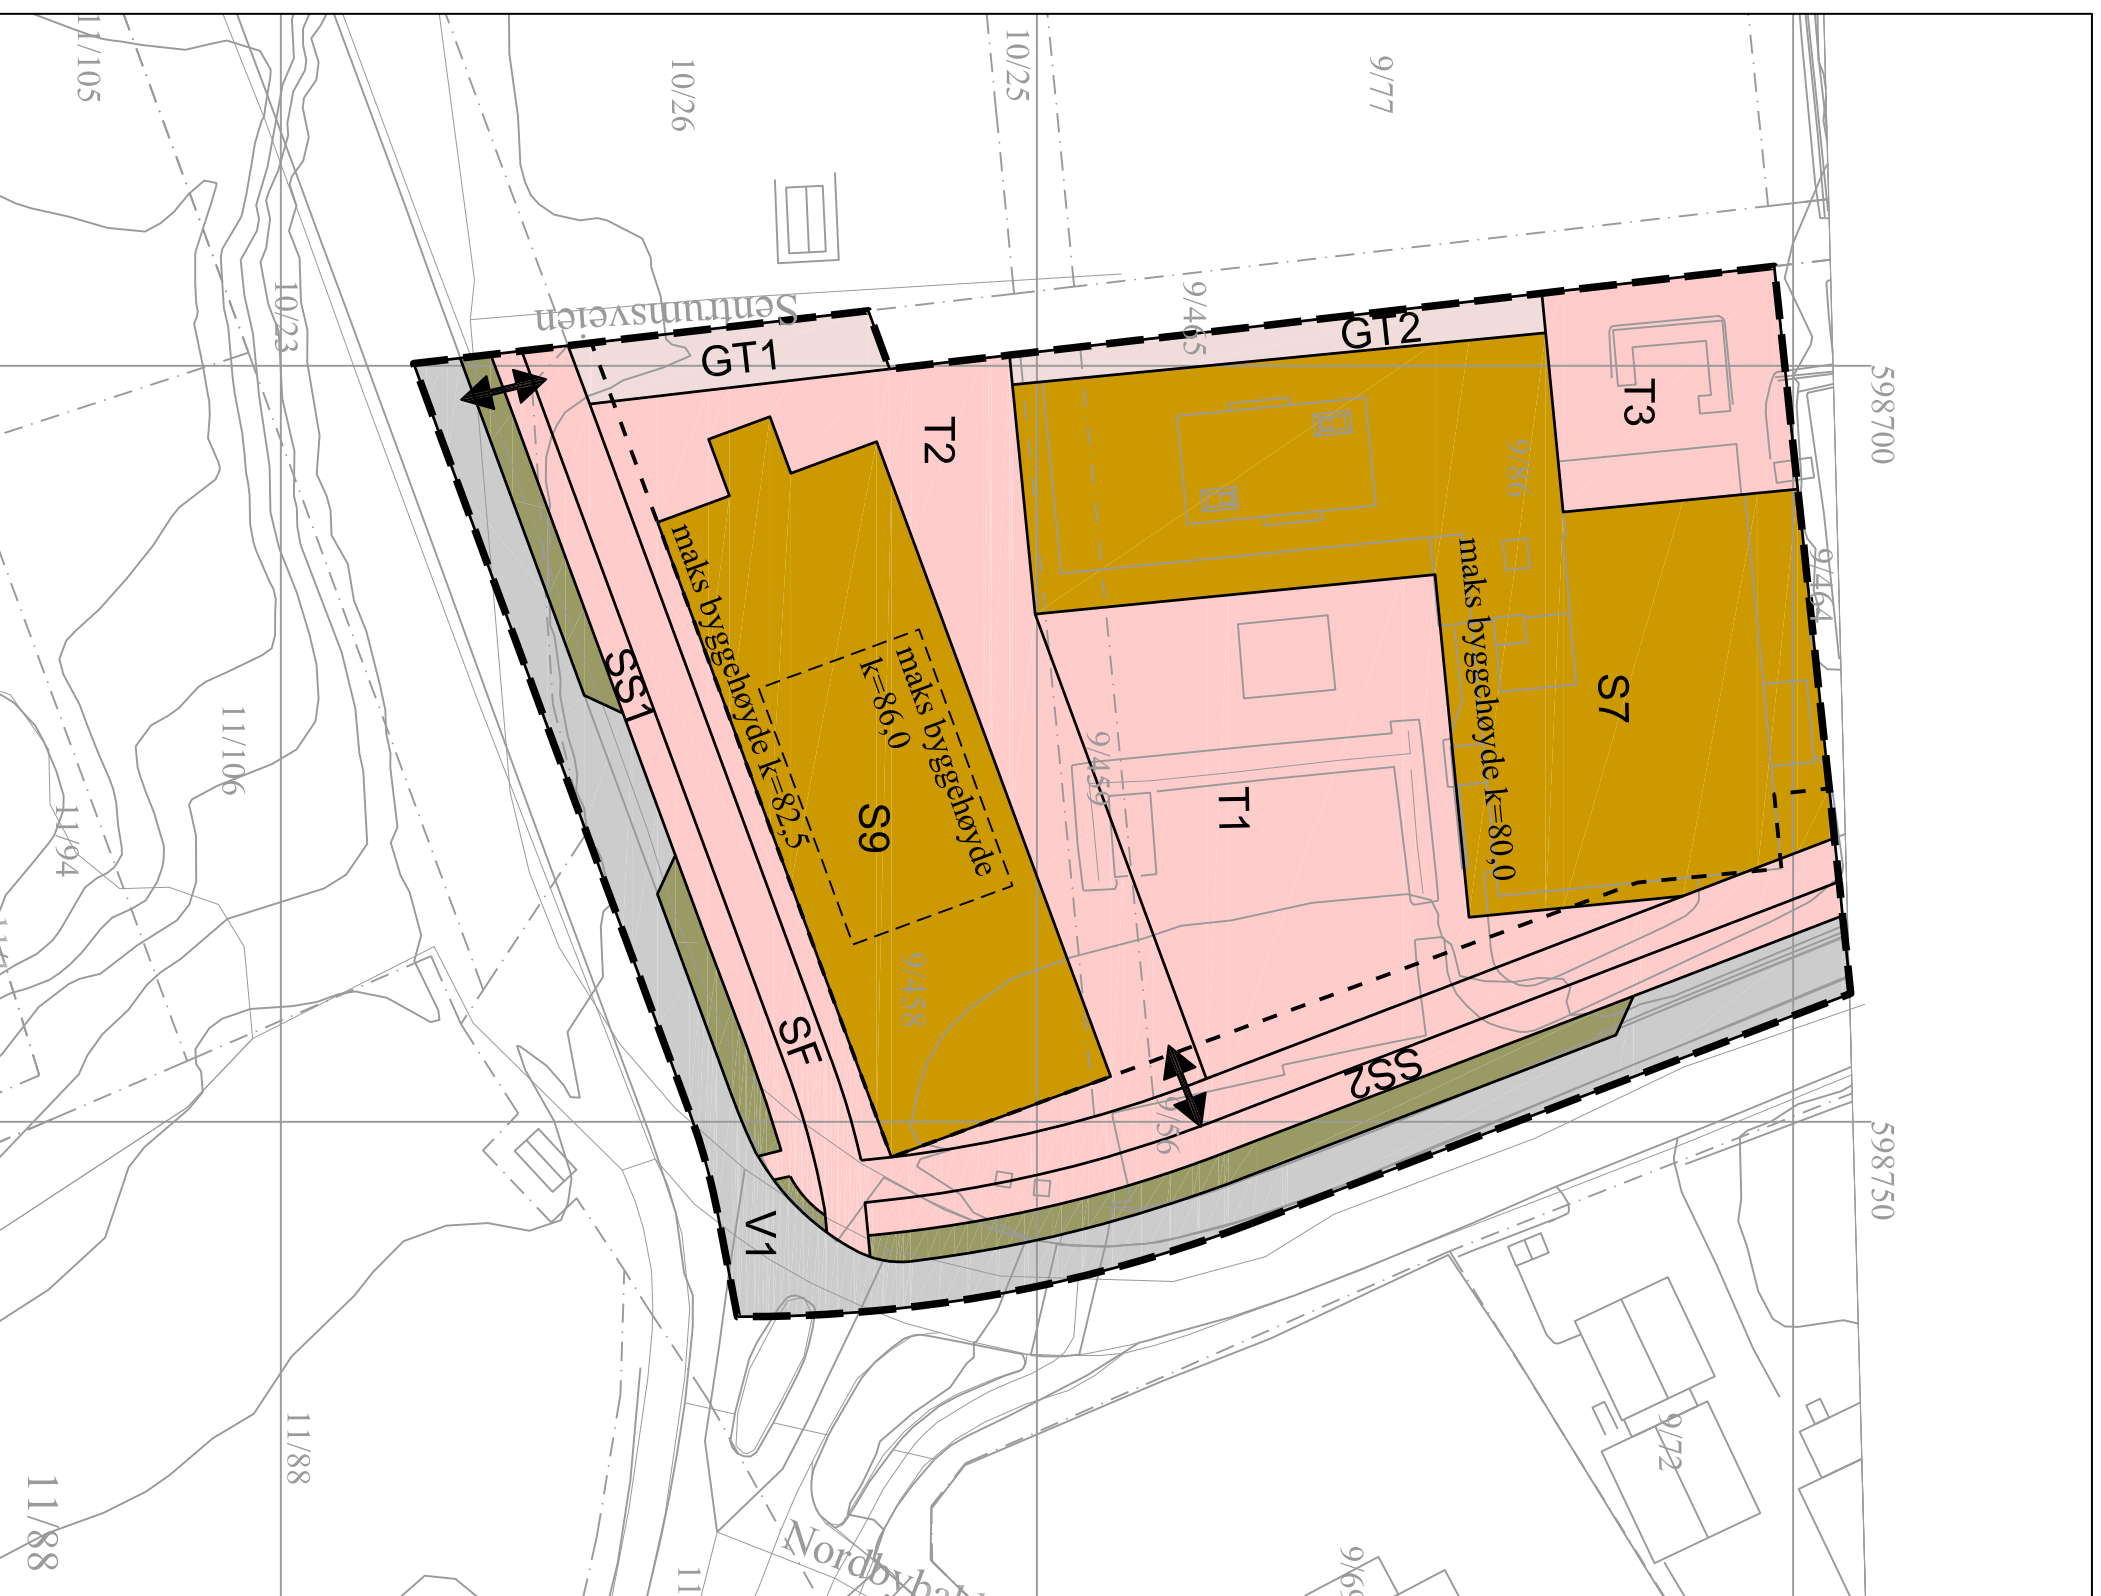 11/105
10/26
10/25
9/77
10/23
Sentrumsveien
9/465
GT1
GT2
T3
598700
T2
9/86
9/464
maks byggehøyde k=82,5
maks byggehøyde
k=86,0
maks byggehøyde k=80,0
SS1
S7
11/106
9/459
T1
S9
11/94
9/458
SF
SS2
9/56
598750
V1
11/88
11/88
9/72
11